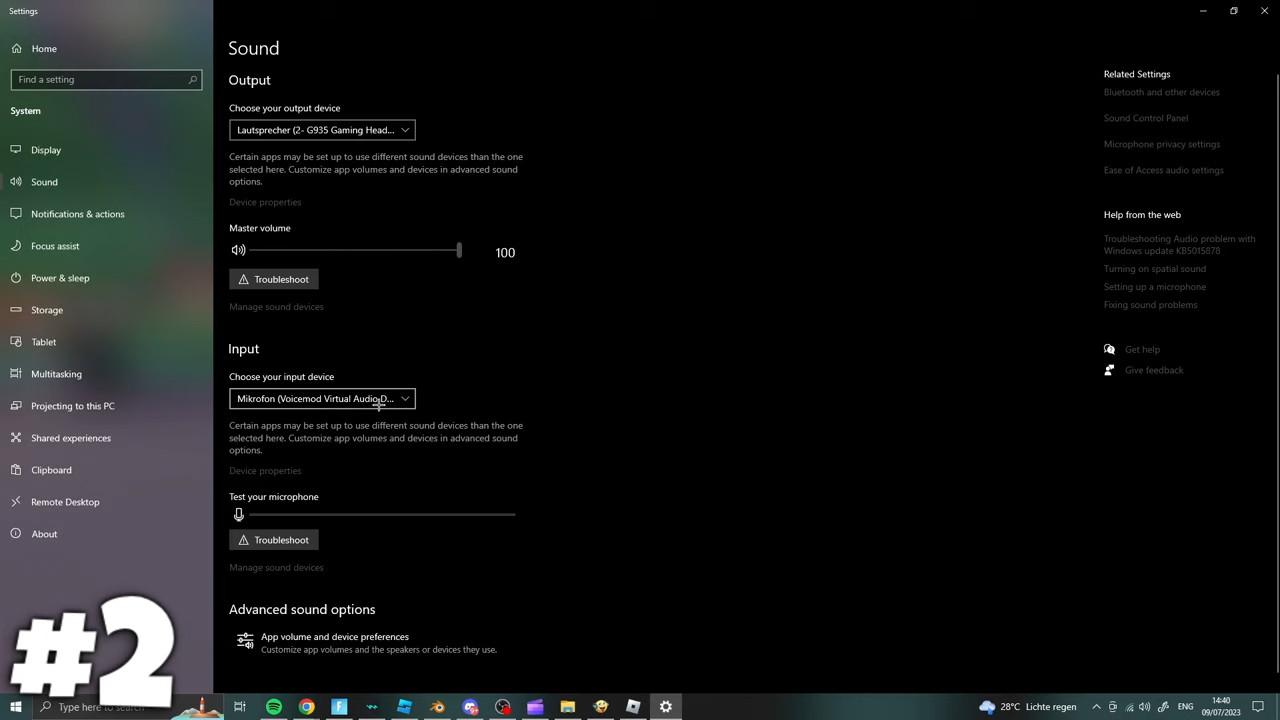 Settings
Home
Find a setting
System
Display
Sound
Notifications & actions
Focus assist
Power & sleep
Storage
Tablet
Multitasking
Projecting to this PC
Shared experiences
Clipboard
Remote Desktop
About
#2
Sound
Output
Choose your output device
Lautsprecher (2- G935 Gaming Head...
Certain apps may be set up to use different sound devices than the one
selected here. Customize app volumes and devices in advanced sound
options.
Device properties
Master volume
100
Troubleshoot
Manage sound devices
Input
Choose your input device
Mikrofon (Voicemod Virtual Audio D...
Certain apps may be set up to use different sound devices than the one
selected here. Customize app volumes and devices in advanced sound
options.
Device properties
Test your microphone
Troubleshoot
Manage sound devices
Advanced sound options
App volume and device preferences
Customize app volumes and the speakers or devices they use.
Related Settings
Bluetooth and other devices
Sound Control Panel
Microphone privacy settings
Ease of Access audio settings
Help from the web
Troubleshooting Audio problem with
Windows update KB5015878
Turning on spatial sound
Setting up a microphone
Fixing sound problems
Get help
Give feedback
Type here to search
28°C Lichte regen
ENG
14:40
09/07/2023